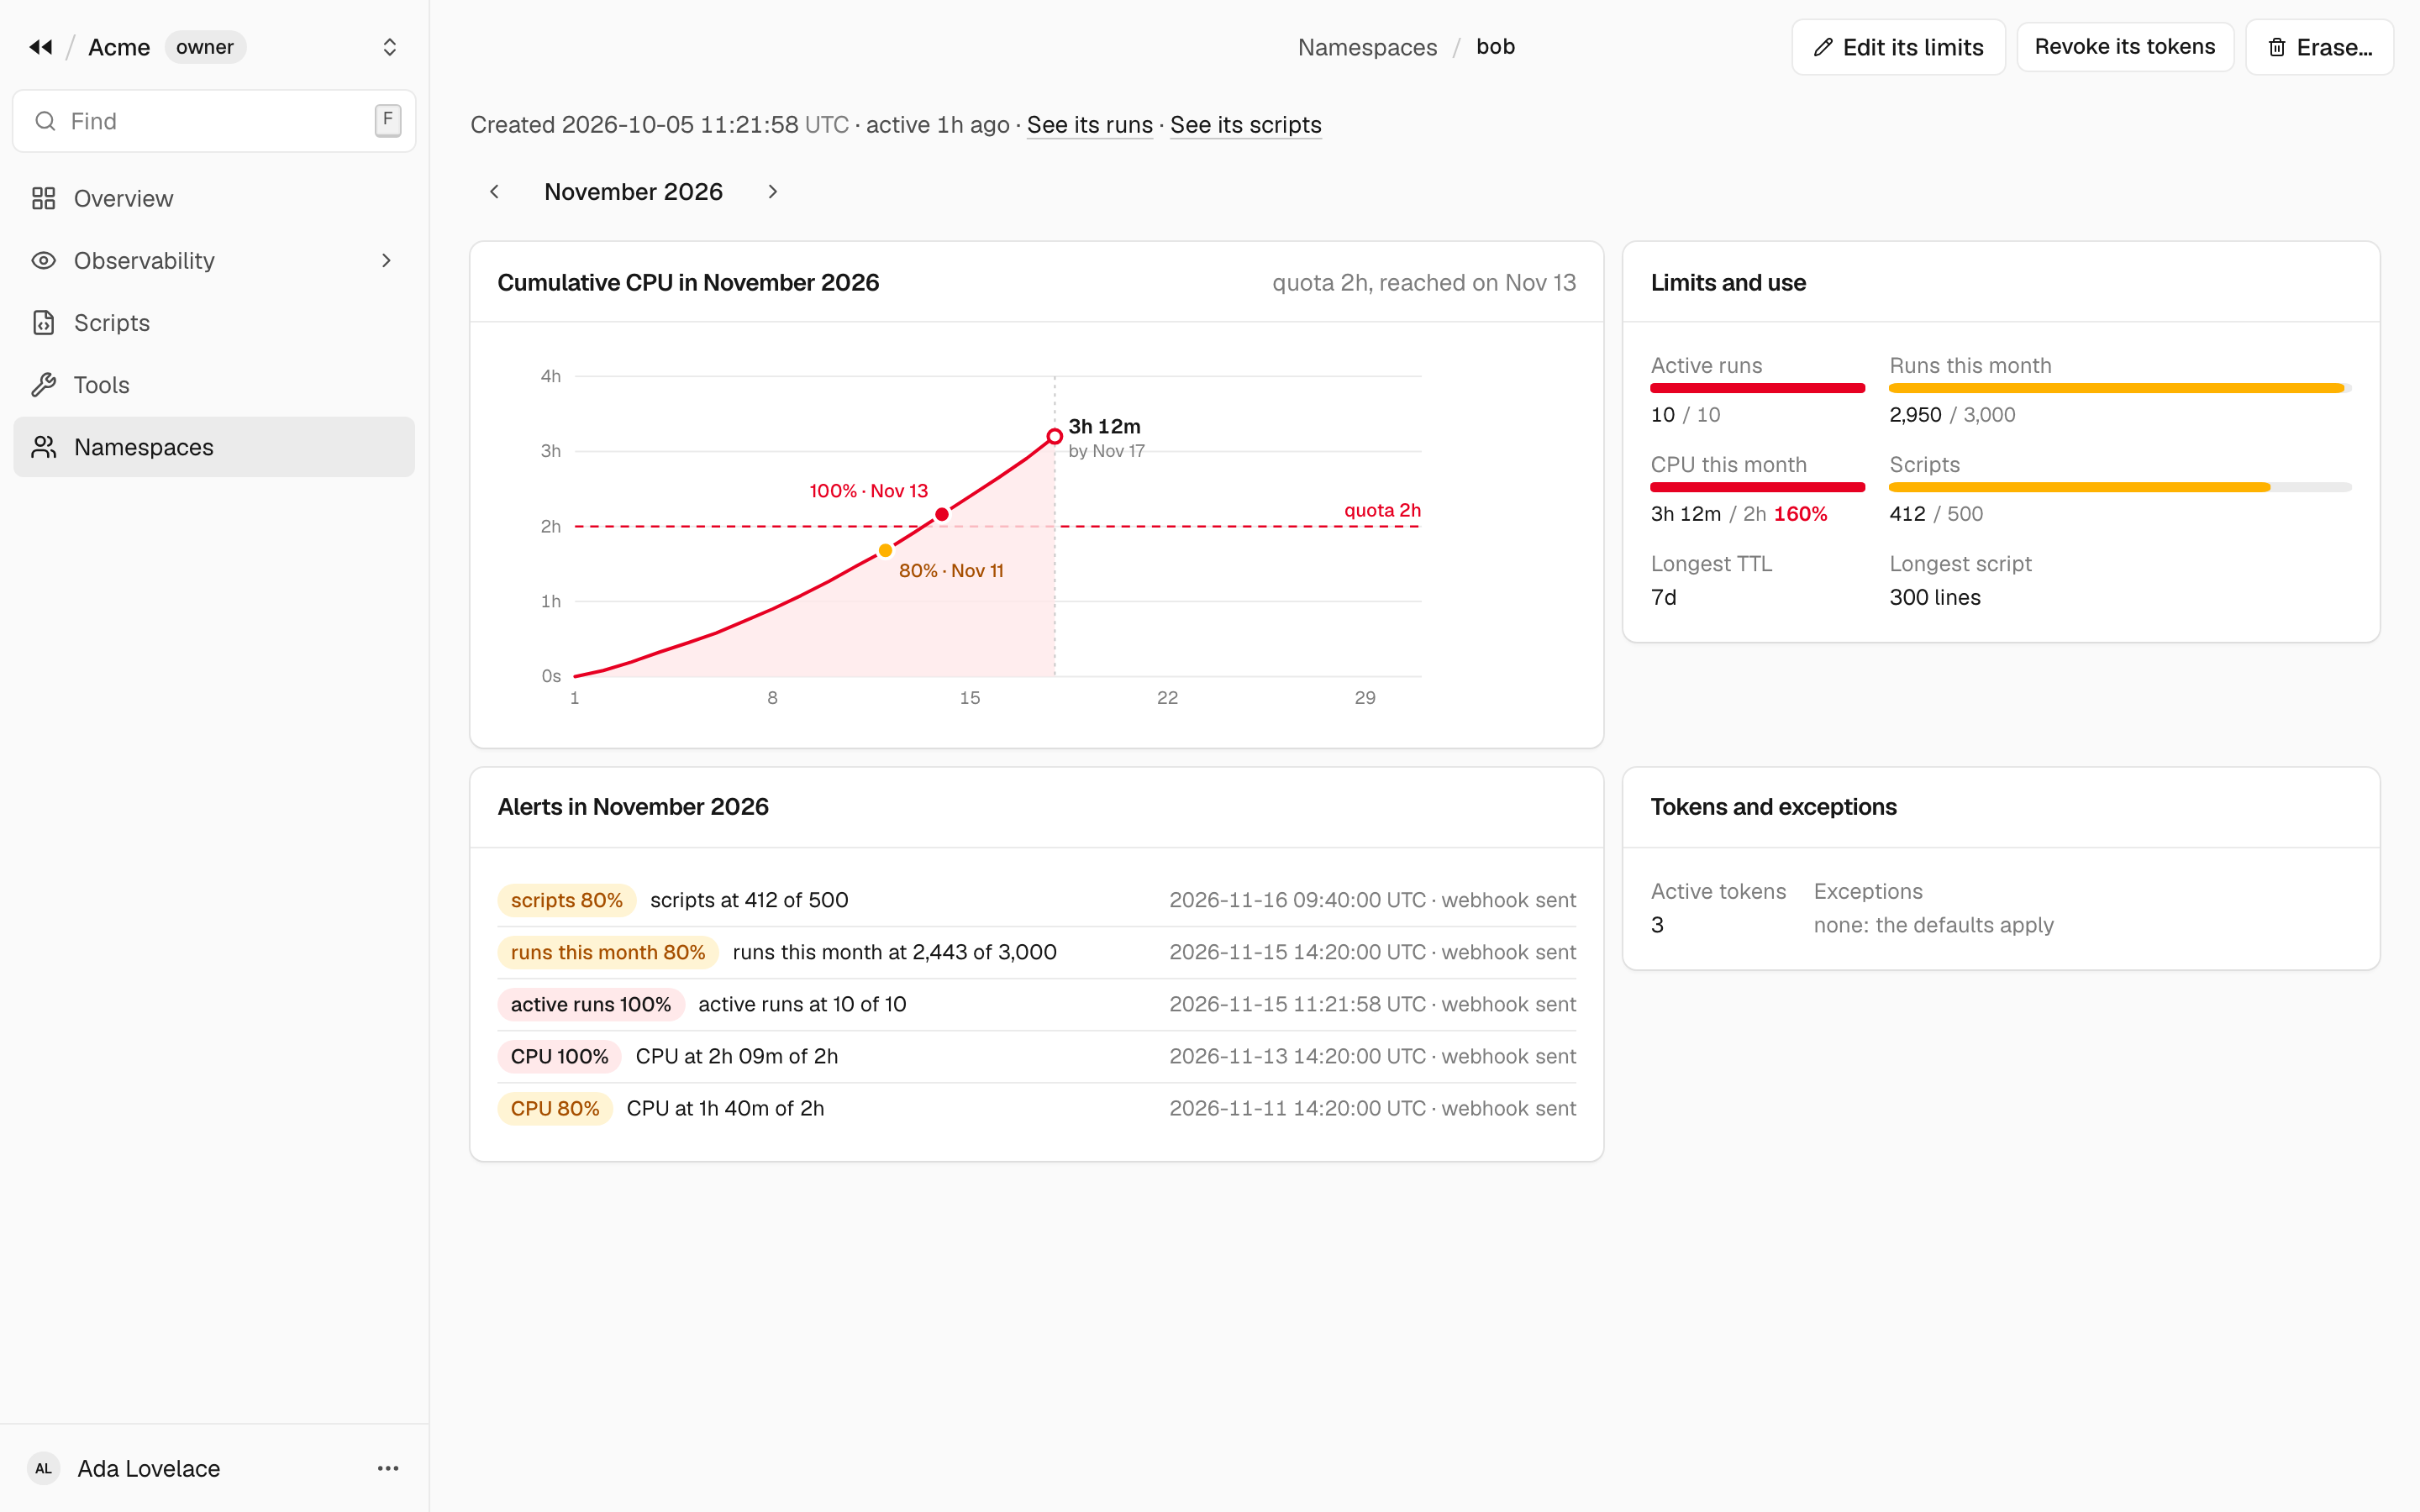 / Acme owner
Find F
Overview
Observability
Scripts
Tools
Namespaces
AL Ada Lovelace
Namespaces / bob
Edit its limits
Revoke its tokens
Erase…
Created 2026-10-05 11:21:58 UTC · active 1h ago · See its runs · See its scripts
November 2026
Cumulative CPU in November 2026
quota 2h, reached on Nov 13
4h
3h
2h
1h
0s
3h 12m
by Nov 17
100% · Nov 13
quota 2h
80% · Nov 11
1 8 15 22 29
Limits and use
Active runs
10 / 10
Runs this month
2,950 / 3,000
CPU this month
3h 12m / 2h 160%
Scripts
412 / 500
Longest TTL
7d
Longest script
300 lines
Alerts in November 2026
scripts 80% scripts at 412 of 500 2026-11-16 09:40:00 UTC · webhook sent
runs this month 80% runs this month at 2,443 of 3,000 2026-11-15 14:20:00 UTC · webhook sent
active runs 100% active runs at 10 of 10 2026-11-15 11:21:58 UTC · webhook sent
CPU 100% CPU at 2h 09m of 2h 2026-11-13 14:20:00 UTC · webhook sent
CPU 80% CPU at 1h 40m of 2h 2026-11-11 14:20:00 UTC · webhook sent
Tokens and exceptions
Active tokens
3
Exceptions
none: the defaults apply